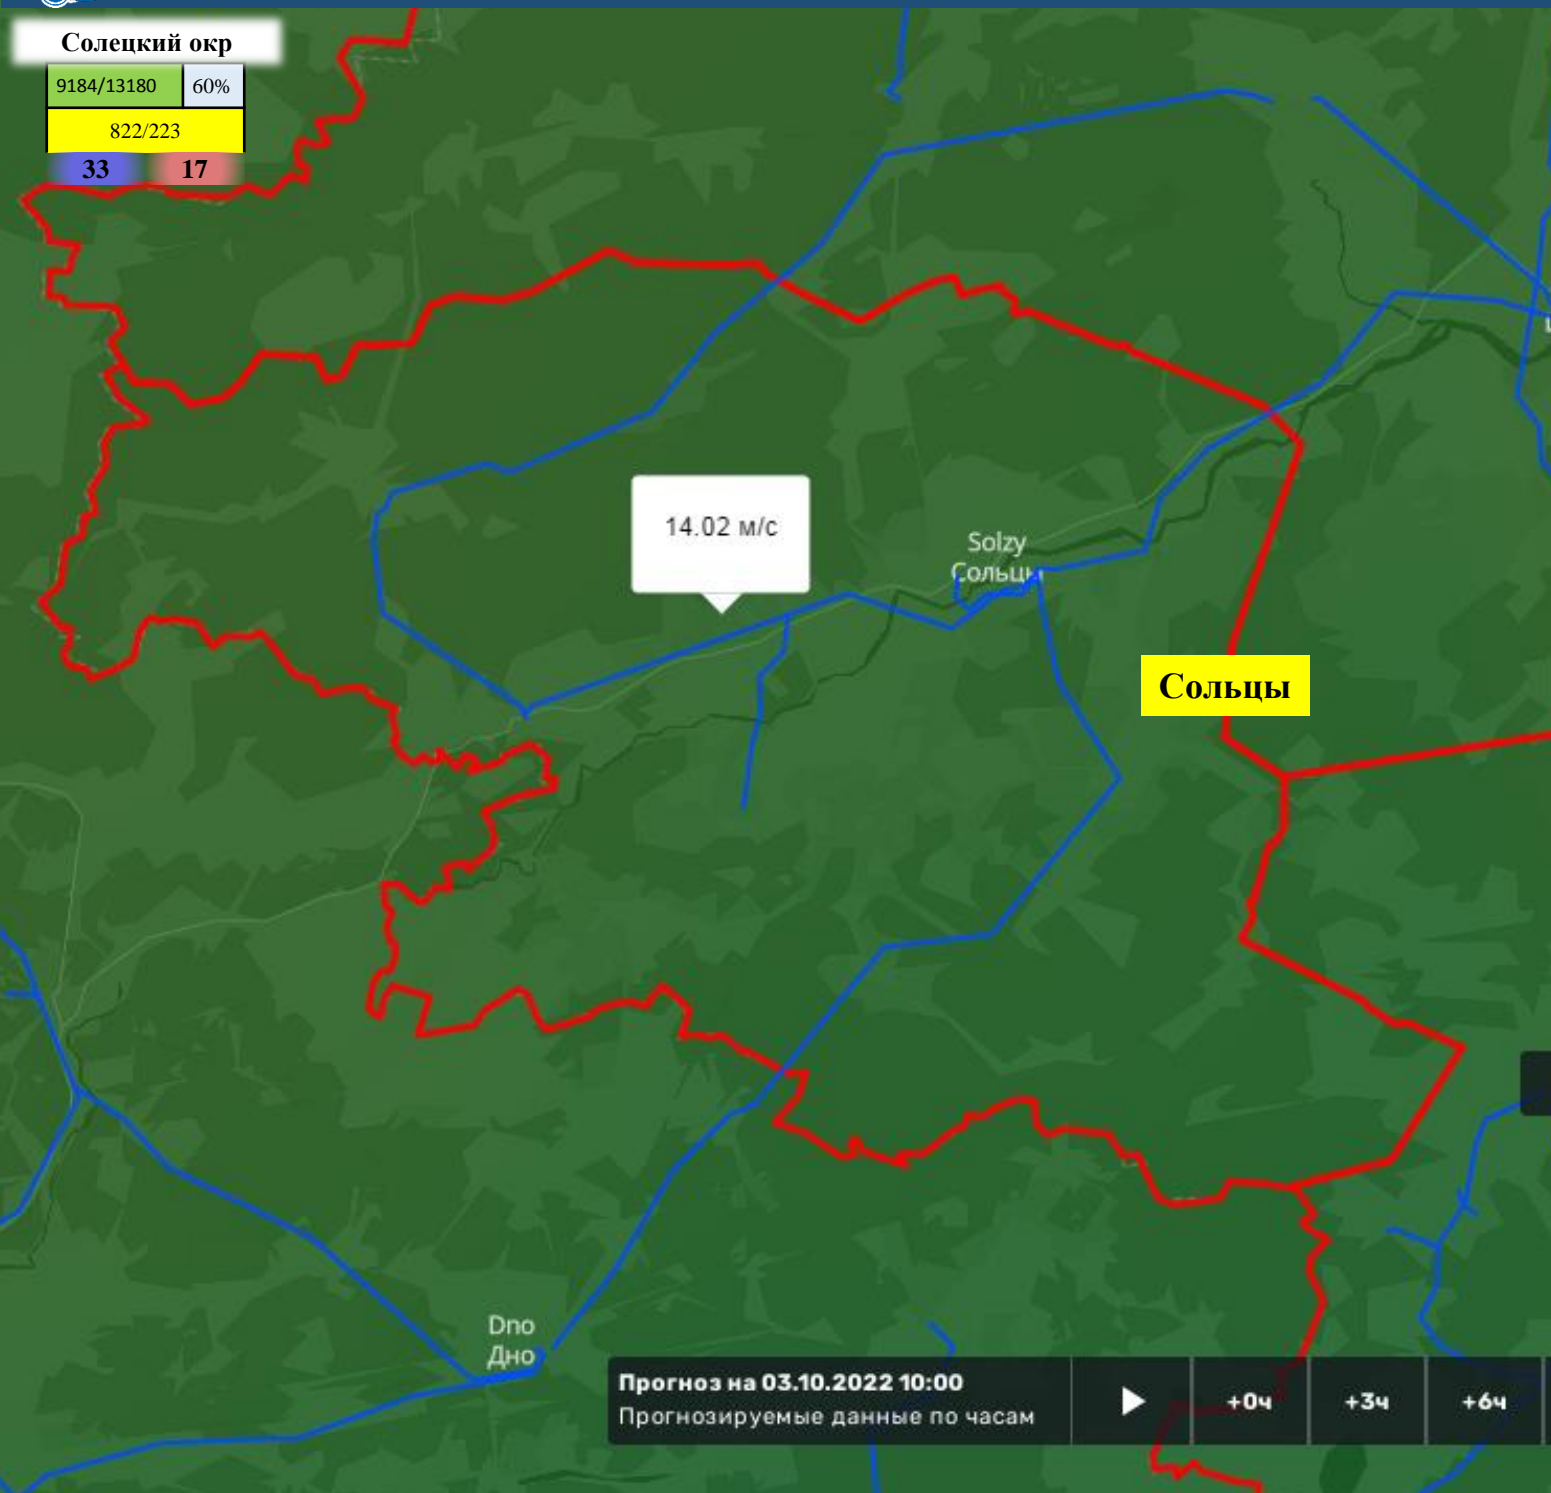 Солецкий окр
9184/13180 60%
822/223
33 17
14.02 м/с
Solzy
Сольцы
Сольцы
Dno
Дно
Прогноз на 03.10.2022 10:00
Прогнозируемые данные по часам
+0ч +3ч +6ч